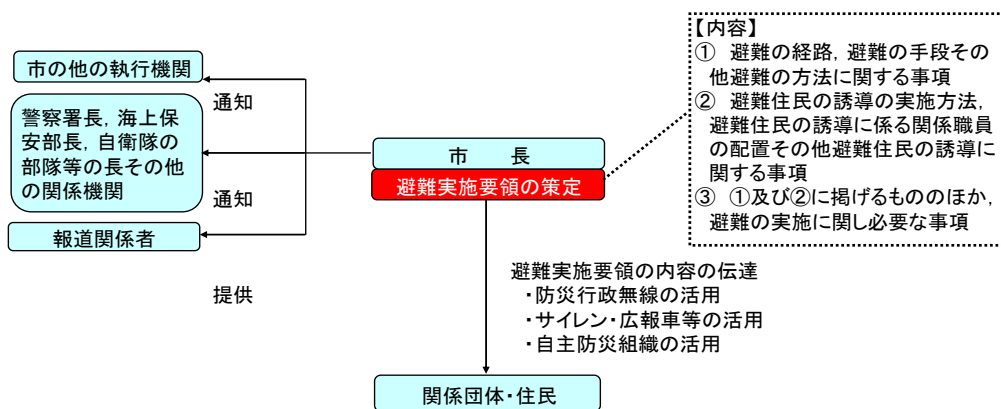 市の他の執行機関
通知
警察署長，海上保
安部長，自衛隊の
部隊等の長その他
の関係機関
通知
報道関係者
提供
市　　長
避難実施要領の策定
【内容】
①　避難の経路，避難の手段その
他避難の方法に関する事項
②　避難住民の誘導の実施方法，
避難住民の誘導に係る関係職員
の配置その他避難住民の誘導に
関する事項
③　①及び②に掲げるもののほか，
避難の実施に関し必要な事項
避難実施要領の内容の伝達
・防災行政無線の活用
・サイレン・広報車等の活用
・自主防災組織の活用
関係団体・住民